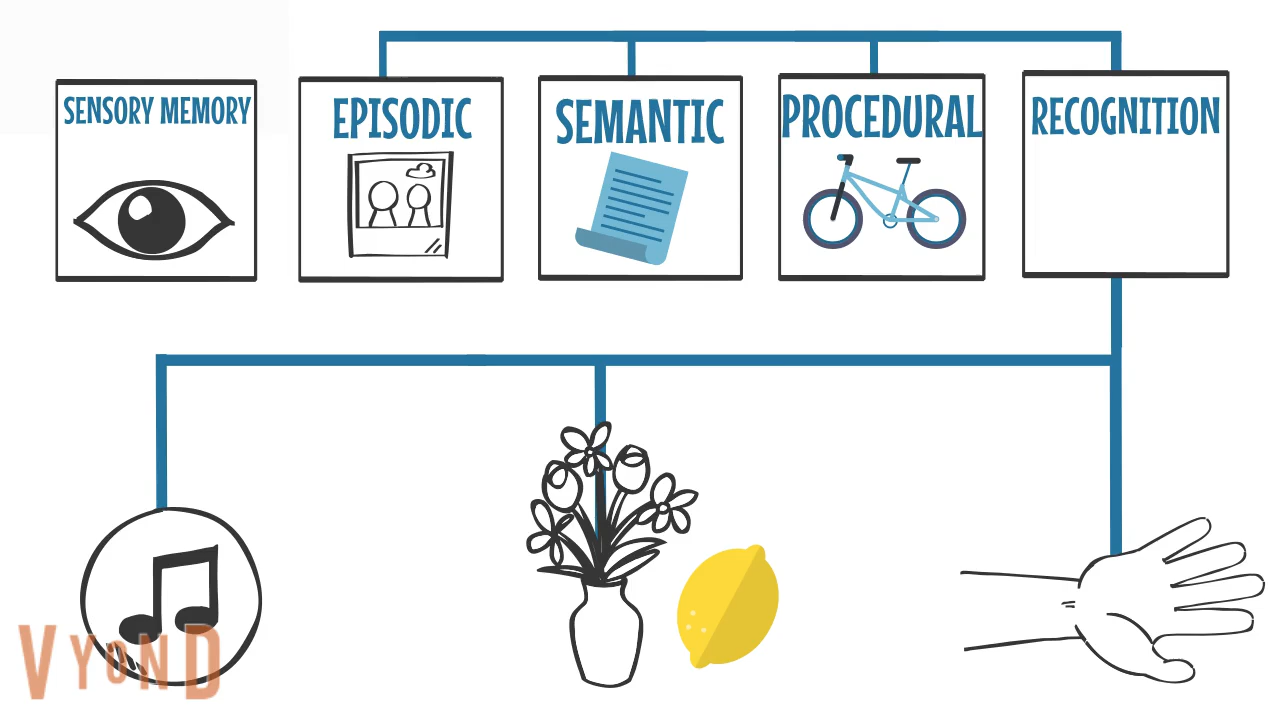 SENSORY MEMORY
EPISODIC
SEMANTIC
PROCEDURAL
RECOGNITION
VYOND